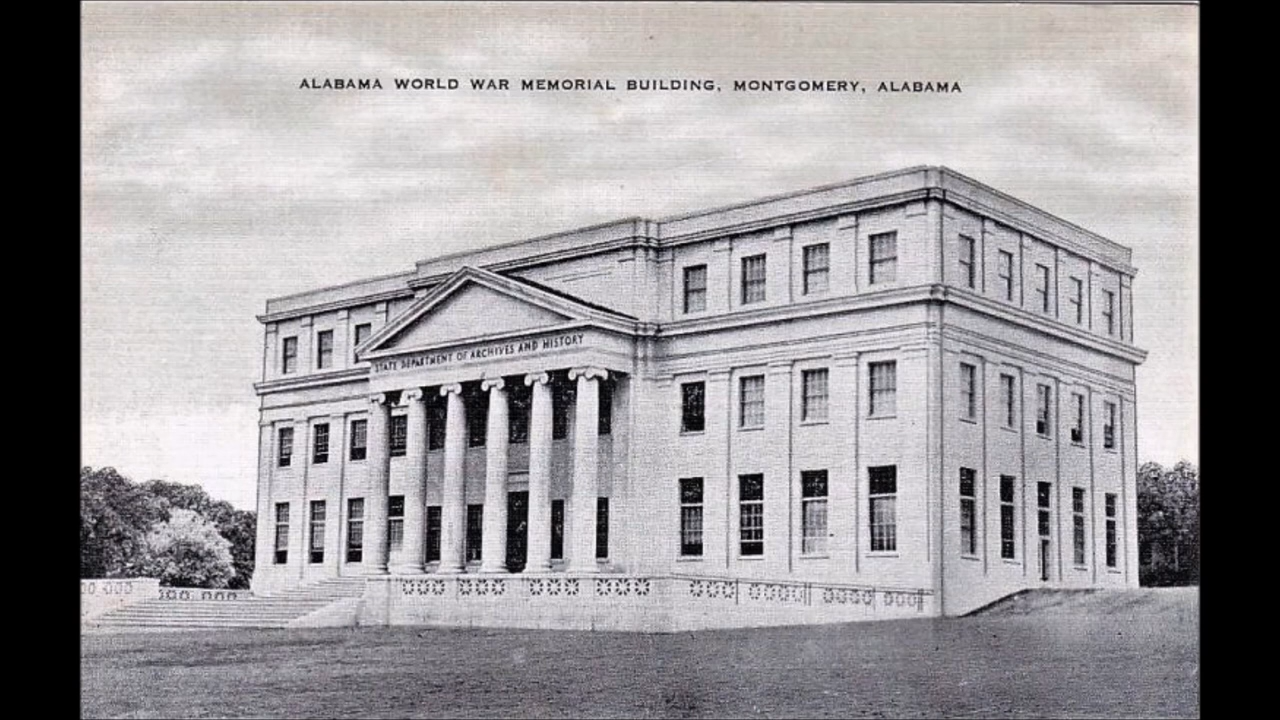 ALABAMA WORLD WAR MEMORIAL BUILDING, MONTGOMERY, ALABAMA
STATE DEPARTMENT OF ARCHIVES AND HISTORY